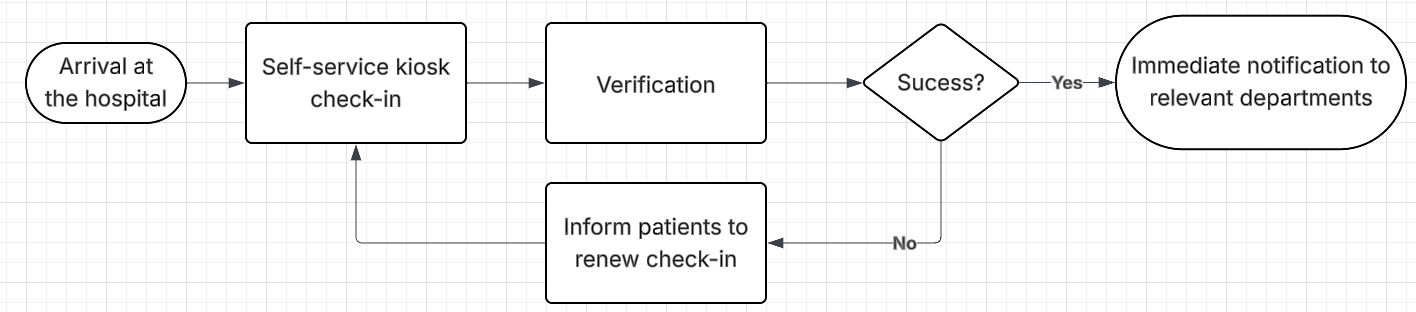 Arrival at
the hospital
Self-service kiosk
check-in
Verification
Sucess?
Yes
Immediate notification to
relevant departments
Inform patients to
renew check-in
No